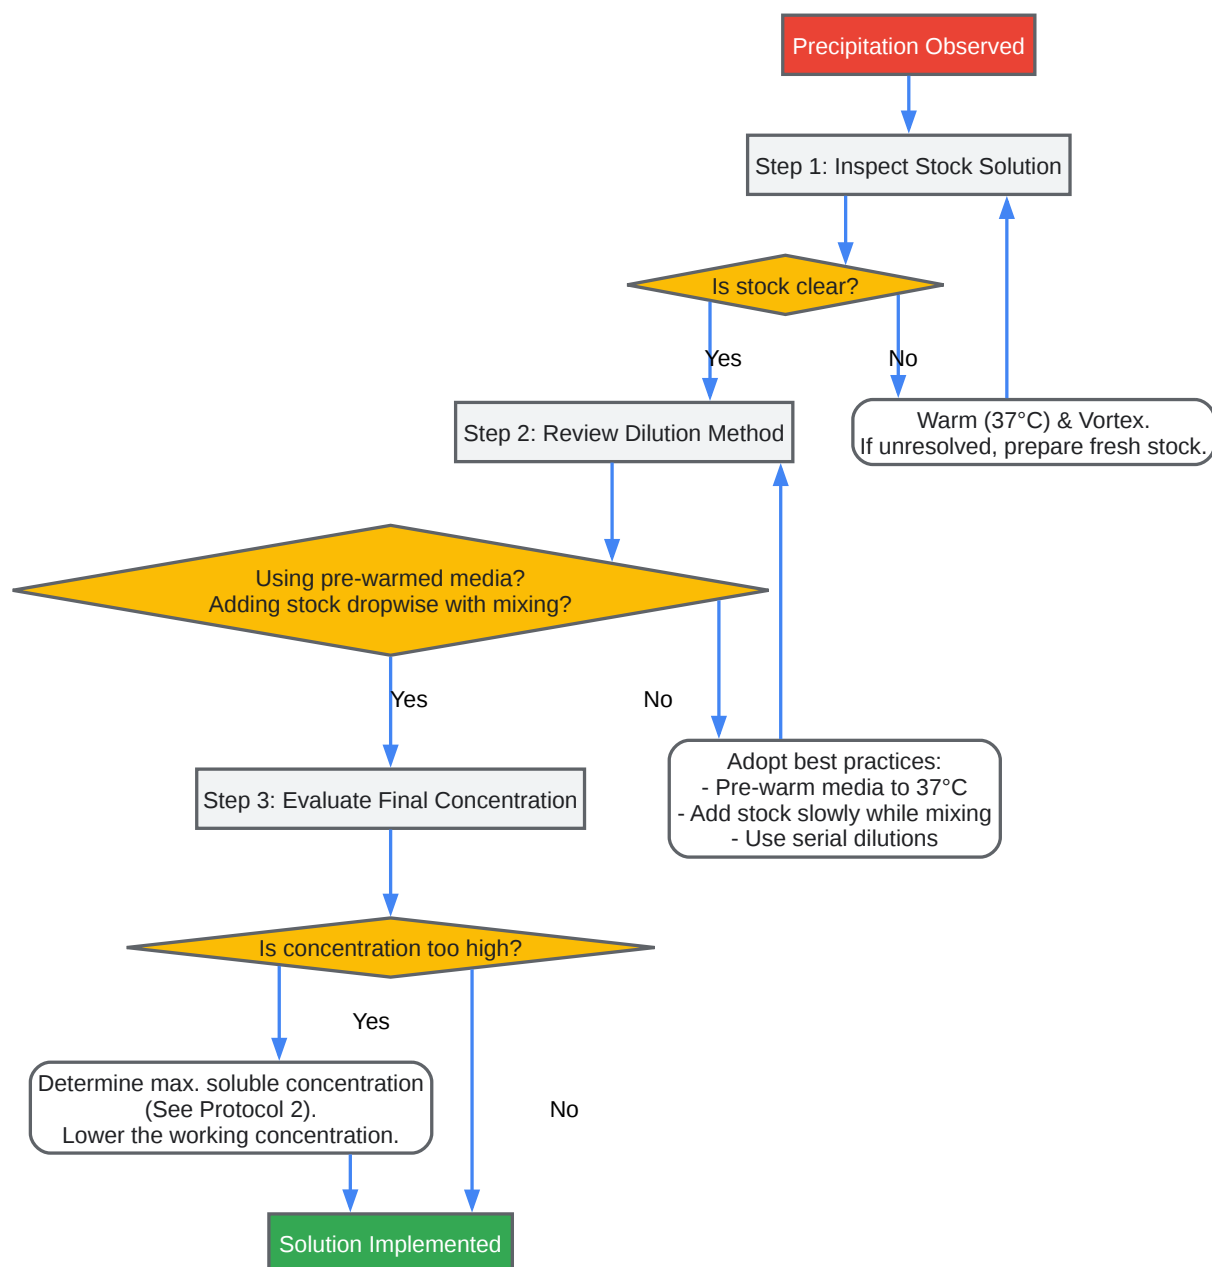 Precipitation Observed
Step 1: Inspect Stock Solution
Is stock clear?
Yes
No
Step 2: Review Dilution Method
Warm (37°C) & Vortex.
If unresolved, prepare fresh stock.
Using pre-warmed media?
Adding stock dropwise with mixing?
Yes
No
Adopt best practices:
- Pre-warm media to 37°C
- Add stock slowly while mixing
- Use serial dilutions
Step 3: Evaluate Final Concentration
Is concentration too high?
Yes
Determine max. soluble concentration
(See Protocol 2).
Lower the working concentration.
No
Solution Implemented